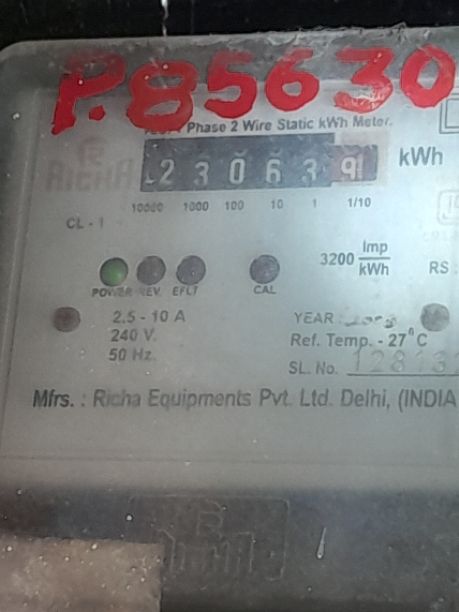 P.85630
Phase 2 Wire Static kWh Meter.
RICHA
230639 kWh
10000 1000 100 10 1 1/10
CL - 1
3200 Imp/kWh
POWER REV. EFLT CAL
RS :
2.5 - 10 A
240 V.
50 Hz.
YEAR :
Ref. Temp. - 27°C
SL. No.
Mfrs. : Richa Equipments Pvt. Ltd. Delhi, (INDIA